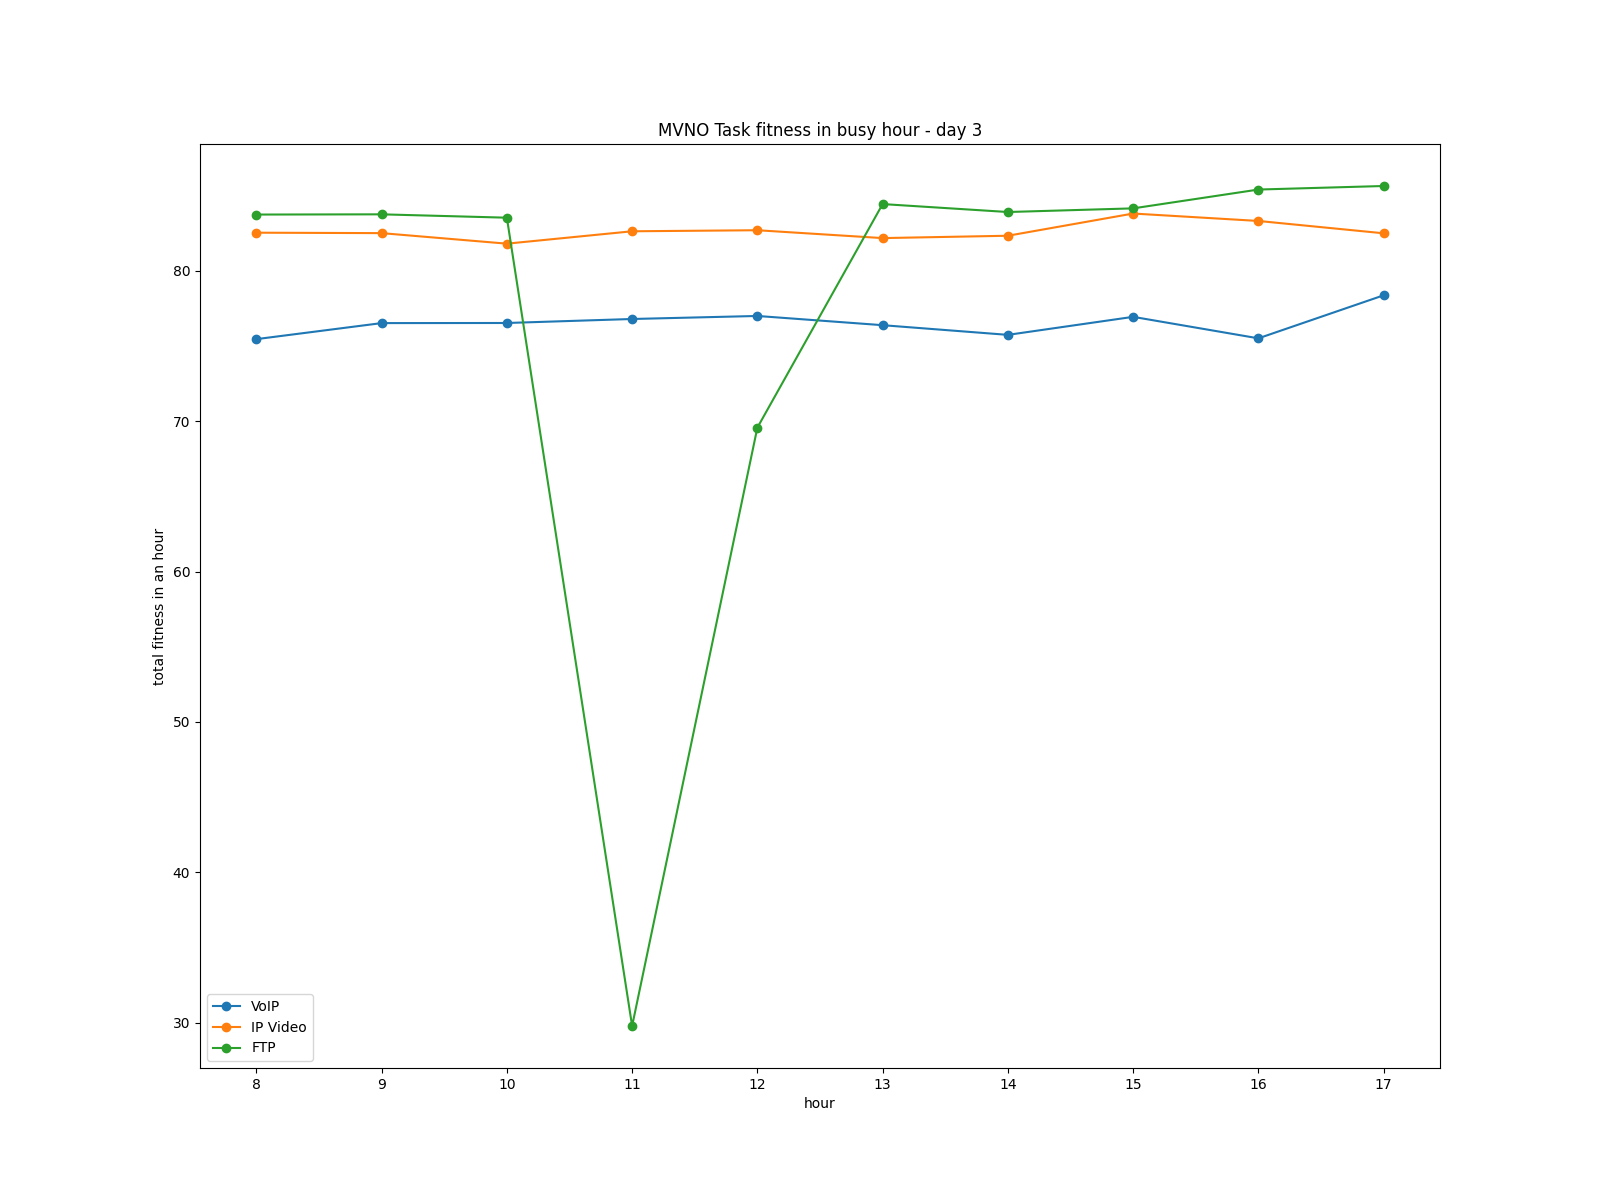 MVNO Task fitness in busy hour - day 3
total fitness in an hour
80
70
60
50
40
30
VoIP
IP Video
FTP
8 9 10 11 12 13 14 15 16 17
hour